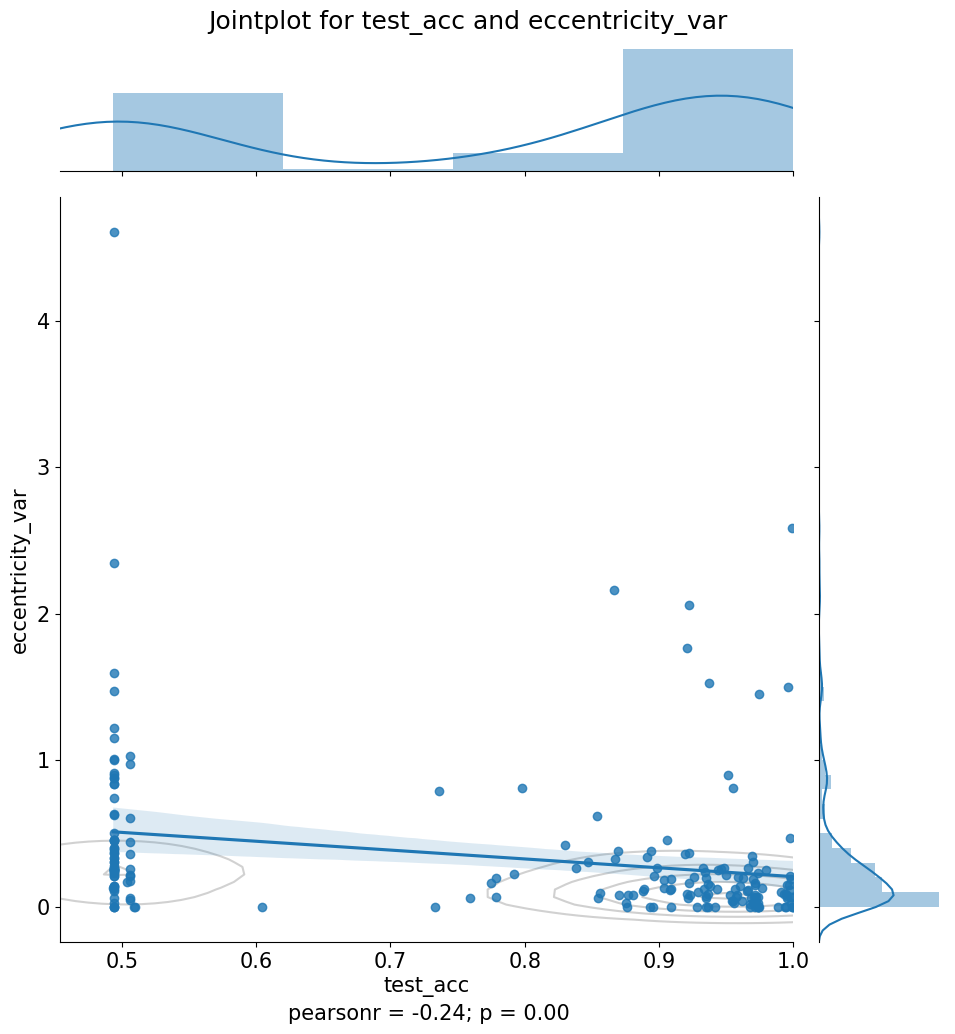 Jointplot for test_acc and eccentricity_var
4
3
2
1
0
eccentricity_var
0.5 0.6 0.7 0.8 0.9 1.0
test_acc
pearsonr = -0.24; p = 0.00